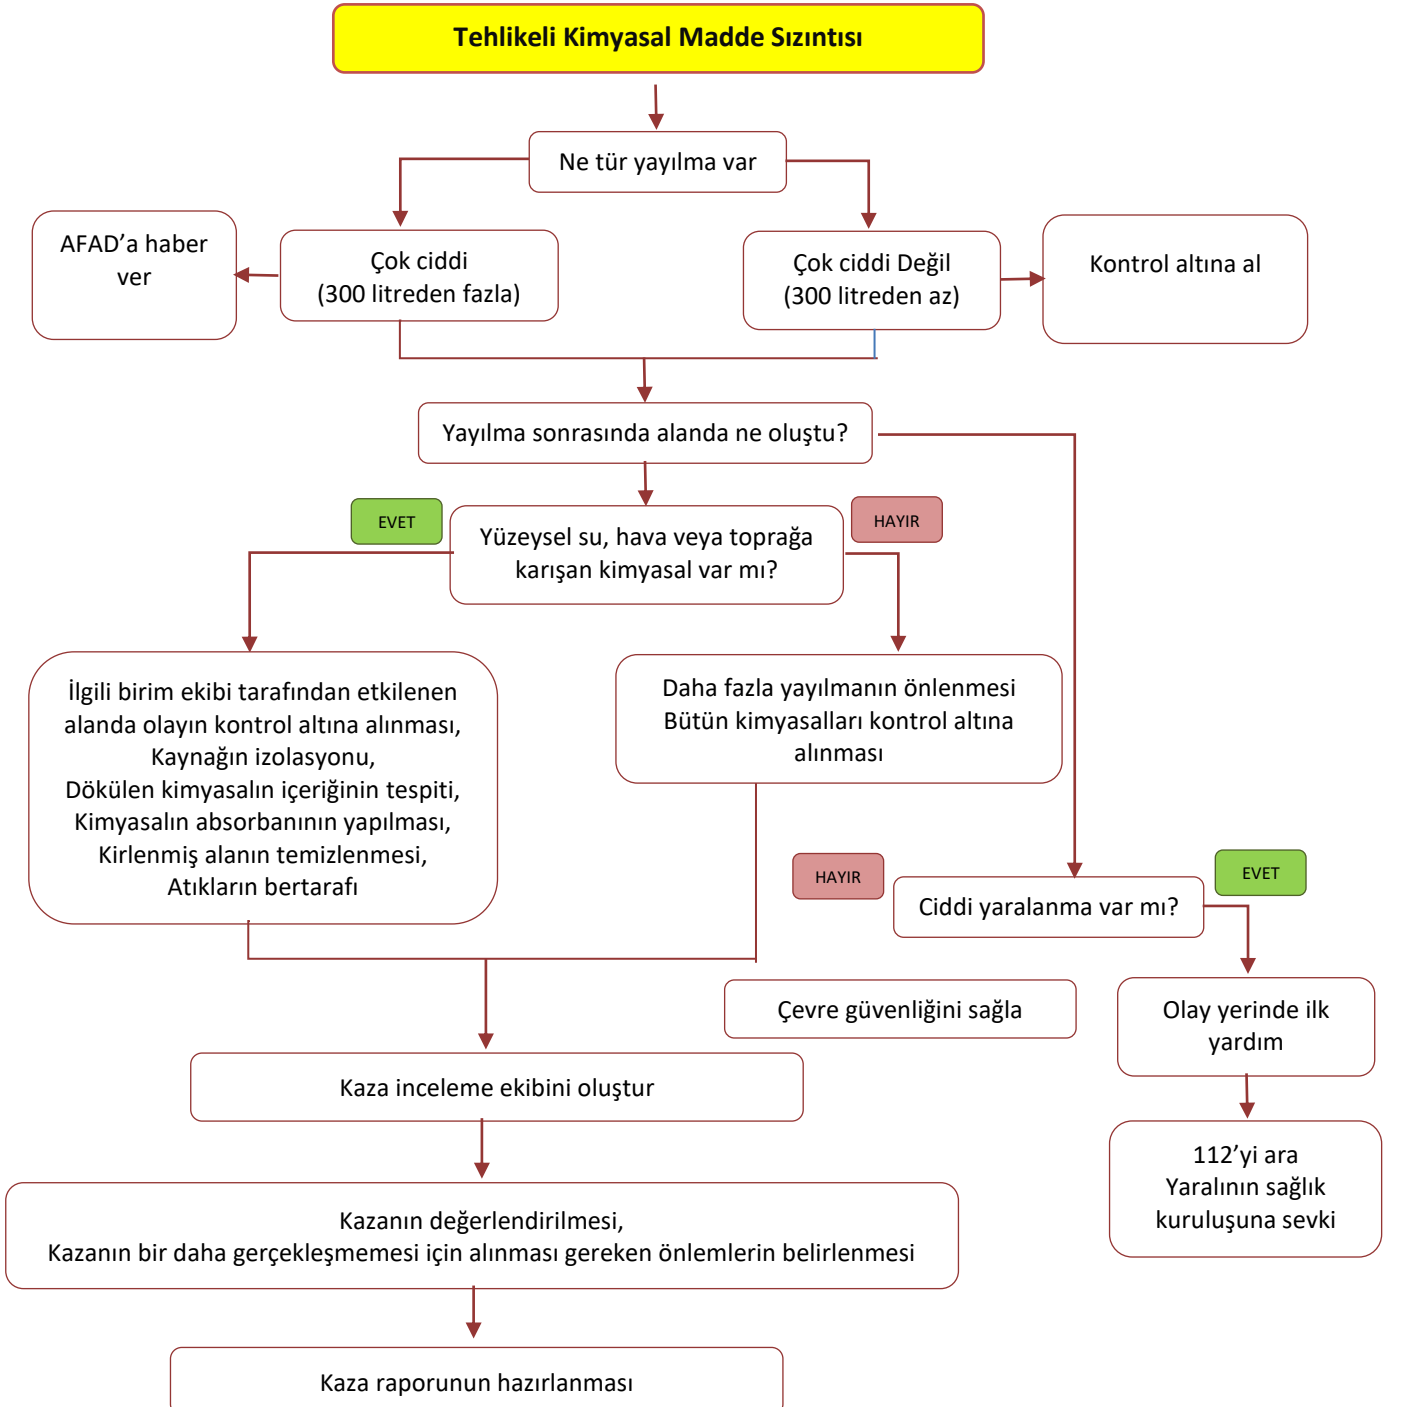 Tehlikeli Kimyasal Madde Sızıntısı
Ne tür yayılma var
AFAD’a haber
ver
Çok ciddi
(300 litreden fazla)
Çok ciddi Değil
(300 litreden az)
Kontrol altına al
Yayılma sonrasında alanda ne oluştu?
EVET
Yüzeysel su, hava veya toprağa
karışan kimyasal var mı?
HAYIR
İlgili birim ekibi tarafından etkilenen
alanda olayın kontrol altına alınması,
Kaynağın izolasyonu,
Dökülen kimyasalın içeriğinin tespiti,
Kimyasalın absorbanının yapılması,
Kirlenmiş alanın temizlenmesi,
Atıkların bertarafı
Daha fazla yayılmanın önlenmesi
Bütün kimyasalları kontrol altına
alınması
HAYIR
Ciddi yaralanma var mı?
EVET
Çevre güvenliğini sağla
Olay yerinde ilk
yardım
Kaza inceleme ekibini oluştur
112’yi ara
Yaralının sağlık
kuruluşuna sevki
Kazanın değerlendirilmesi,
Kazanın bir daha gerçekleşmemesi için alınması gereken önlemlerin belirlenmesi
Kaza raporunun hazırlanması